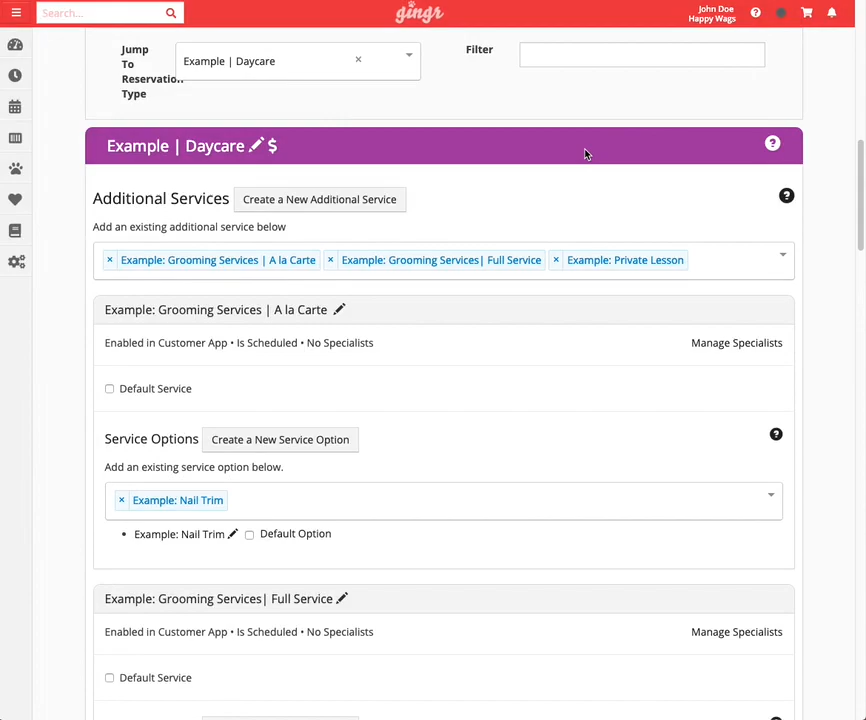 Search...
gingr
John Doe
Happy Wags
Jump
To
Reservation
Type
Example | Daycare ×
Filter
Example | Daycare $
Additional Services Create a New Additional Service
Add an existing additional service below
× Example: Grooming Services | A la Carte × Example: Grooming Services| Full Service × Example: Private Lesson
Example: Grooming Services | A la Carte
Enabled in Customer App • Is Scheduled • No Specialists Manage Specialists
Default Service
Service Options Create a New Service Option
Add an existing service option below.
× Example: Nail Trim
• Example: Nail Trim Default Option
Example: Grooming Services| Full Service
Enabled in Customer App • Is Scheduled • No Specialists Manage Specialists
Default Service